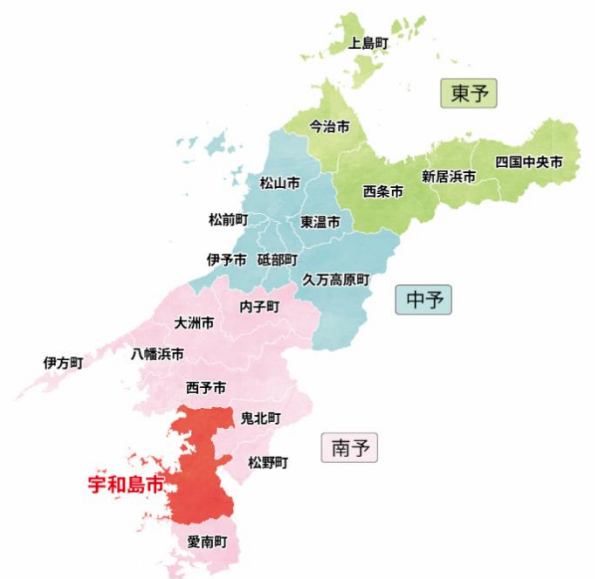 上島町
東予
今治市
四国中央市
新居浜市
西条市
松山市
松前町
東温市
伊予市
砥部町
久万高原町
中予
内子町
大洲市
八幡浜市
伊方町
西予市
鬼北町
南予
松野町
宇和島市
愛南町